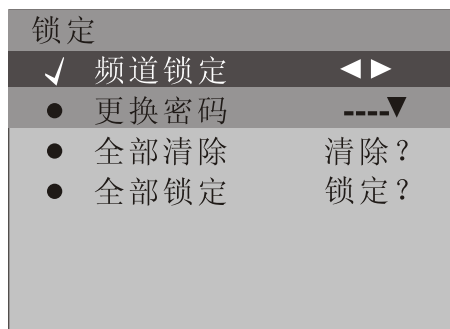 锁定
√ 频道锁定 ◀▶
● 更换密码 ----▼
● 全部清除 清除？
● 全部锁定 锁定？